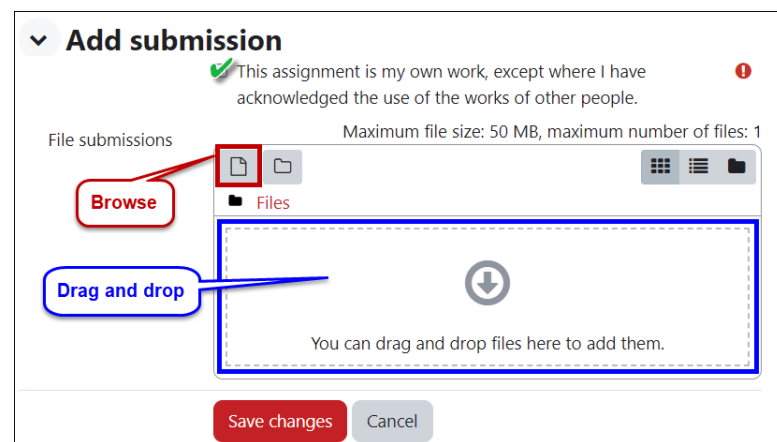 Add submission
This assignment is my own work, except where I have
acknowledged the use of the works of other people.
File submissions
Maximum file size: 50 MB, maximum number of files: 1
Browse
Files
Drag and drop
You can drag and drop files here to add them.
Save changes
Cancel